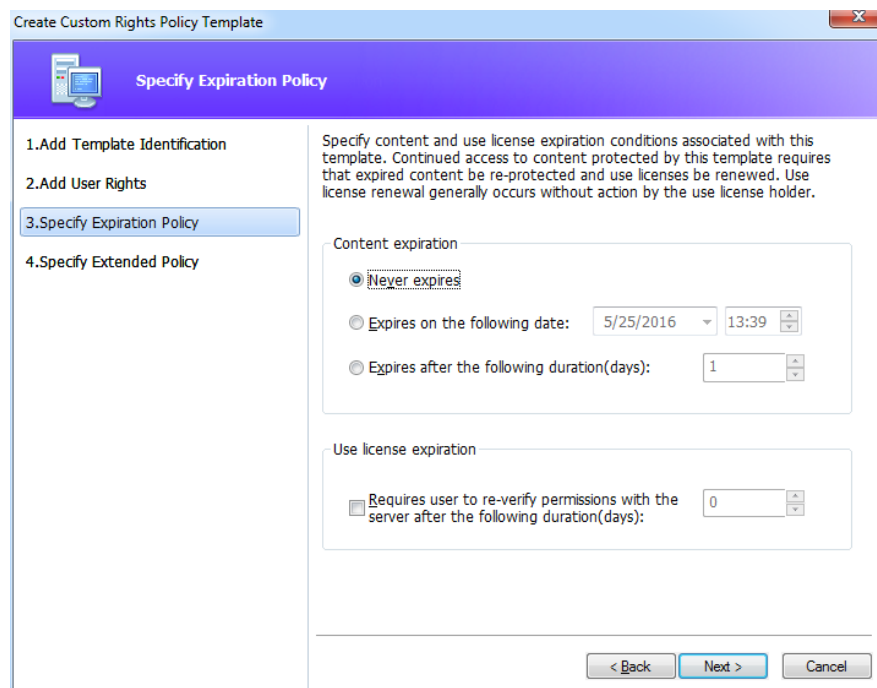 Create Custom Rights Policy Template
x
Specify Expiration Policy
1.Add Template Identification
2.Add User Rights
3.Specify Expiration Policy
4.Specify Extended Policy
Specify content and use license expiration conditions associated with this
template. Continued access to content protected by this template requires
that expired content be re-protected and use licenses be renewed. Use
license renewal generally occurs without action by the use license holder.
Content expiration
Never expires
Expires on the following date: 5/25/2016 13:39
Expires after the following duration(days): 1
Use license expiration
Requires user to re-verify permissions with the
server after the following duration(days): 0
< Back Next > Cancel